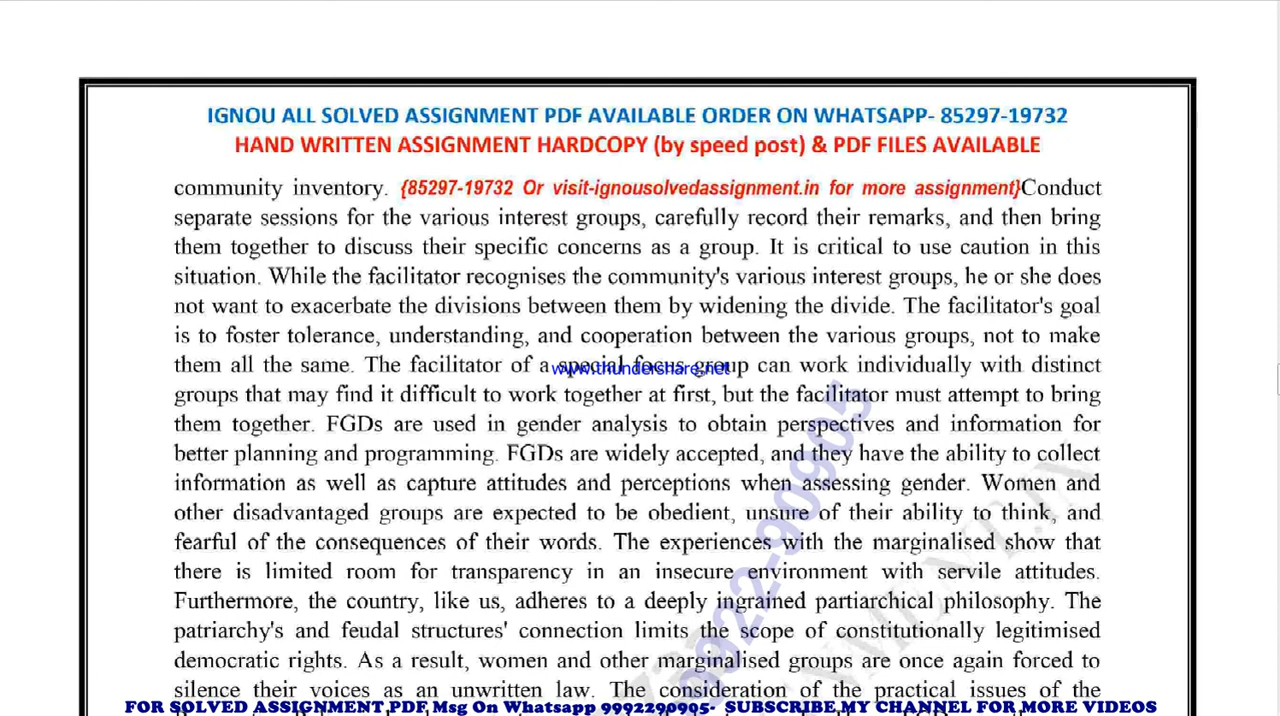 IGNOU ALL SOLVED ASSIGNMENT PDF AVAILABLE ORDER ON WHATSAPP- 85297-19732
HAND WRITTEN ASSIGNMENT HARDCOPY (by speed post) & PDF FILES AVAILABLE
community inventory. {85297-19732 Or visit-ignousolvedassignment.in for more assignment}Conduct
separate sessions for the various interest groups, carefully record their remarks, and then bring
them together to discuss their specific concerns as a group. It is critical to use caution in this
situation. While the facilitator recognises the community's various interest groups, he or she does
not want to exacerbate the divisions between them by widening the divide. The facilitator's goal
is to foster tolerance, understanding, and cooperation between the various groups, not to make
them all the same. The facilitator of a special focus group can work individually with distinct
www.thundershare.net
groups that may find it difficult to work together at first, but the facilitator must attempt to bring
them together. FGDs are used in gender analysis to obtain perspectives and information for
better planning and programming. FGDs are widely accepted, and they have the ability to collect
information as well as capture attitudes and perceptions when assessing gender. Women and
other disadvantaged groups are expected to be obedient, unsure of their ability to think, and
fearful of the consequences of their words. The experiences with the marginalised show that
there is limited room for transparency in an insecure environment with servile attitudes.
Furthermore, the country, like us, adheres to a deeply ingrained partiarchical philosophy. The
patriarchy's and feudal structures' connection limits the scope of constitutionally legitimised
democratic rights. As a result, women and other marginalised groups are once again forced to
silence their voices as an unwritten law. The consideration of the practical issues of the
FOR SOLVED ASSIGNMENT PDF Msg On Whatsapp 9992290905- SUBSCRIBE MY CHANNEL FOR MORE VIDEOS